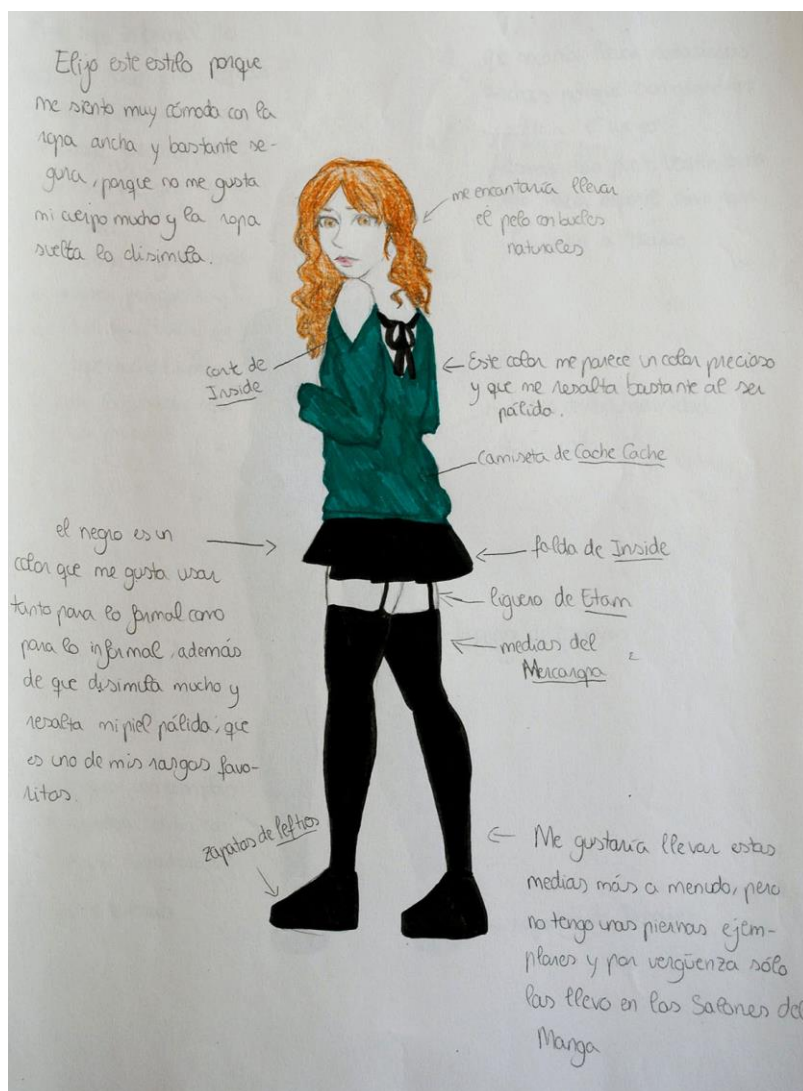 Elijo este estilo porque
me siento muy cómoda con la
ropa ancha y bastante se-
gura, porque no me gusta
mi cuerpo mucho y la ropa
suelta lo disimula.
me encantaría llevar
el pelo con bucles
naturales
corte de
Inside
Este color me parece un color precioso
y que me resalta bastante al ser
pálido.
camiseta de Cache Cache
el negro es un
color que me gusta usar
tanto para lo formal como
para lo informal, además
de que disimula mucho y
resalta mi piel pálida, que
es uno de mis rasgos favo-
ritos.
falda de Inside
liguero de Etam
medias del
Mercaropa
zapatos de lefties
Me gustaría llevar estas
medias más a menudo, pero
no tengo unas piernas ejem-
plares y por vergüenza sólo
las llevo en los Salones del
Manga